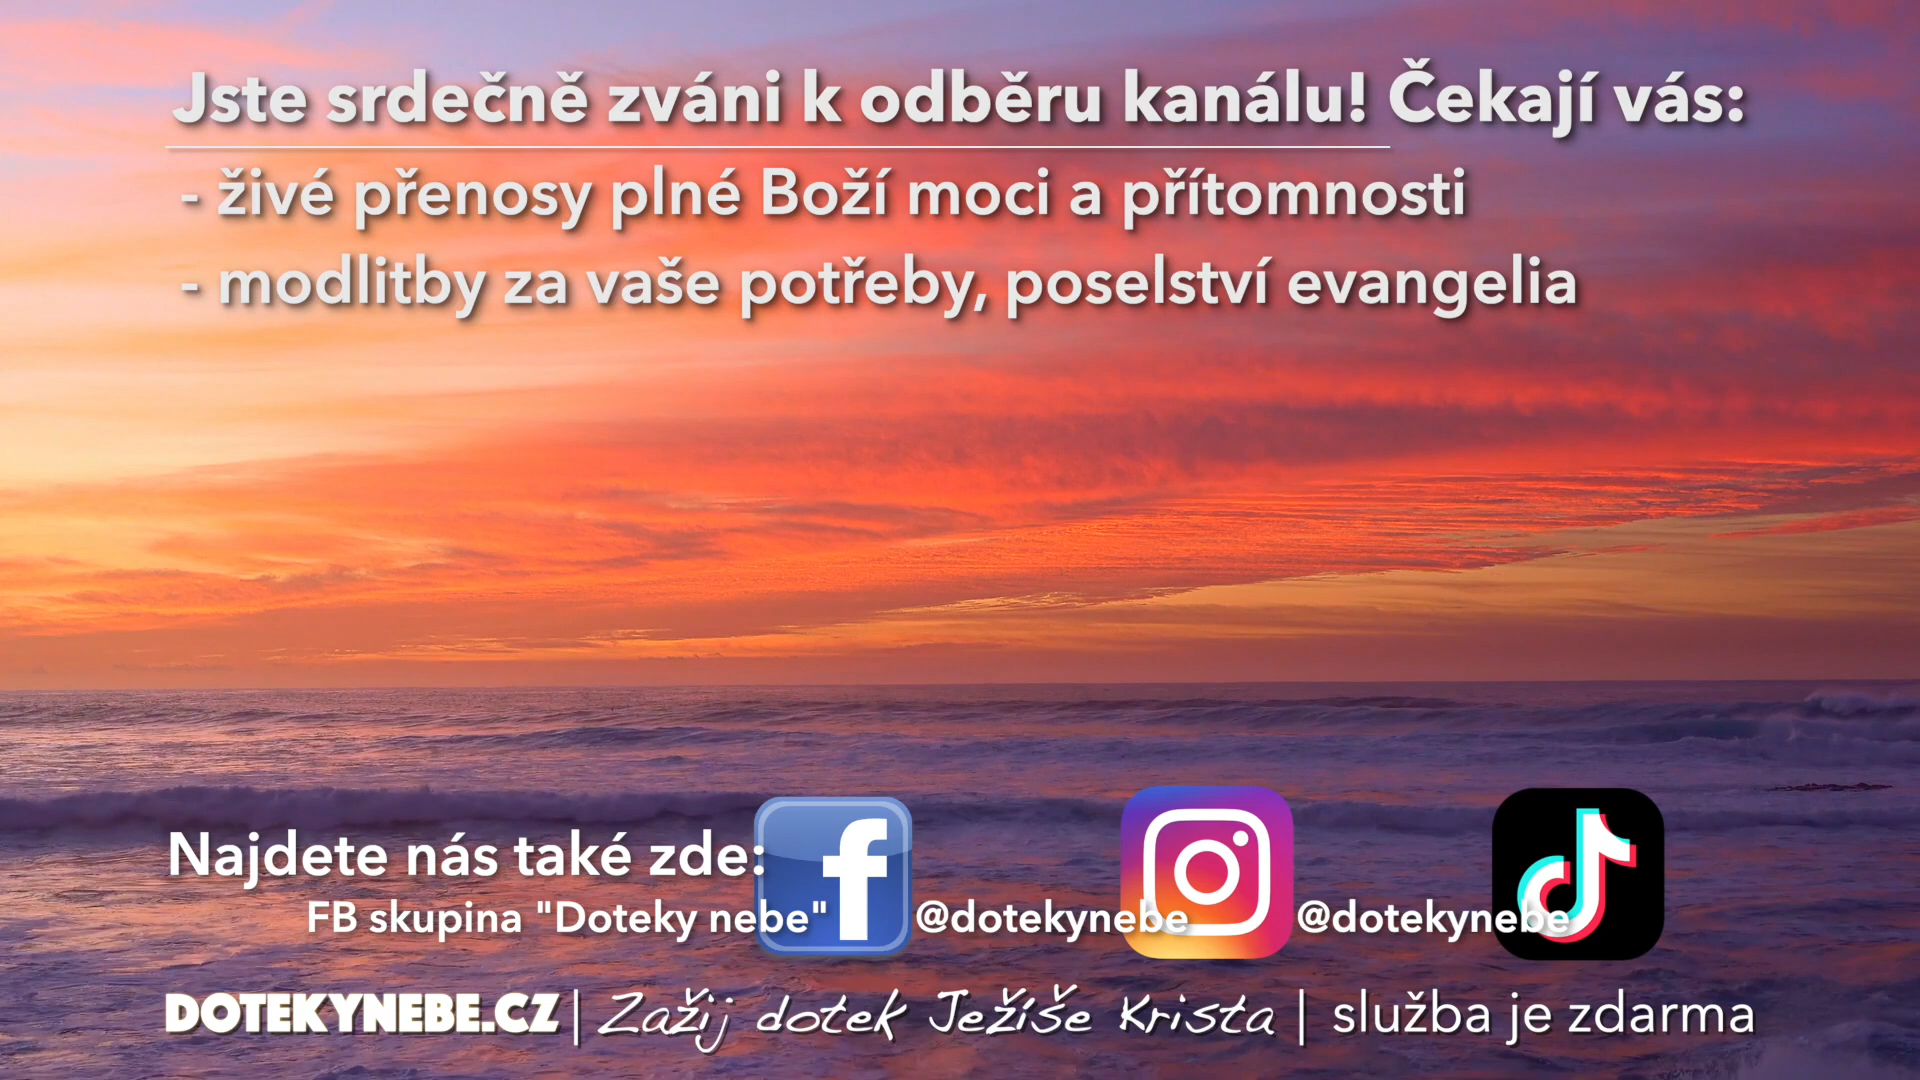 Jste srdečně zváni k odběru kanálu! Čekají vás:
- živé přenosy plné Boží moci a přítomnosti
- modlitby za vaše potřeby, poselství evangelia
Najdete nás také zde:
FB skupina "Doteky nebe" @dotekynebe @dotekynebe
DOTEKYNEBE.CZ | Zažij dotek Ježíše Krista | služba je zdarma